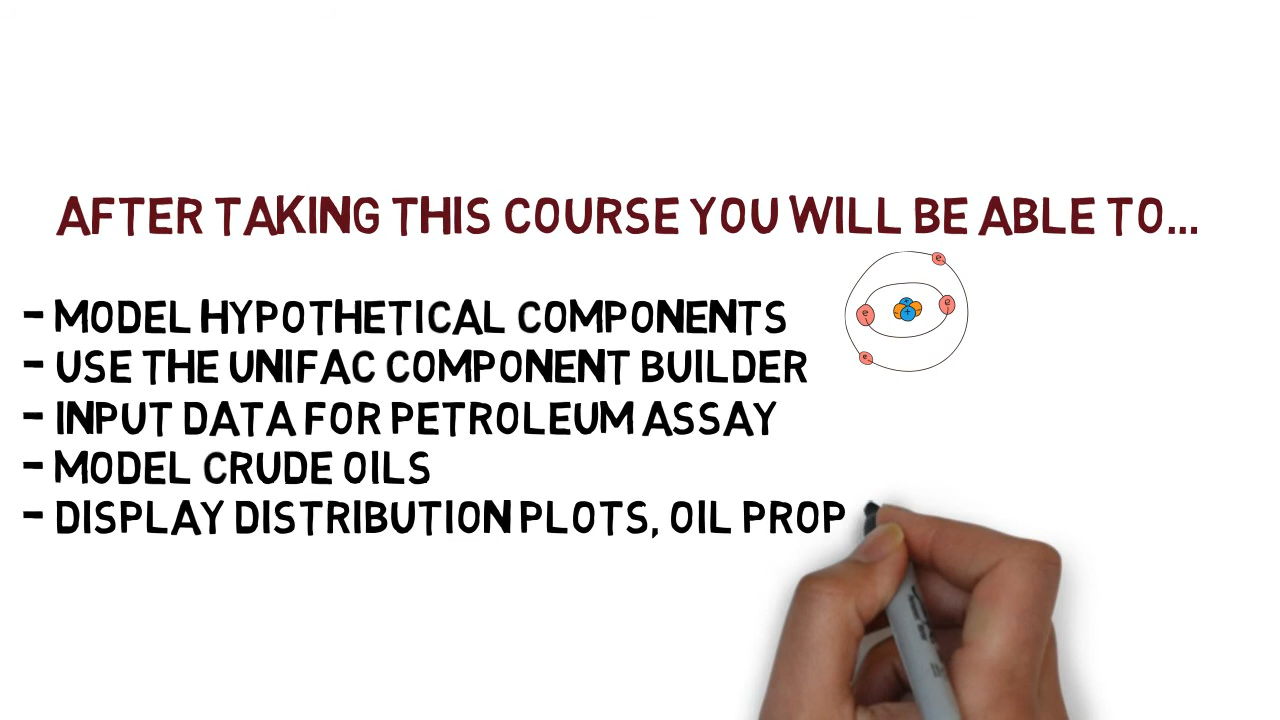 AFTER TAKING THIS COURSE YOU WILL BE ABLE TO...
- MODEL HYPOTHETICAL COMPONENTS
- USE THE UNIFAC COMPONENT BUILDER
- INPUT DATA FOR PETROLEUM ASSAY
- MODEL CRUDE OILS
- DISPLAY DISTRIBUTION PLOTS, OIL PROP
e
e
e
e
+
+